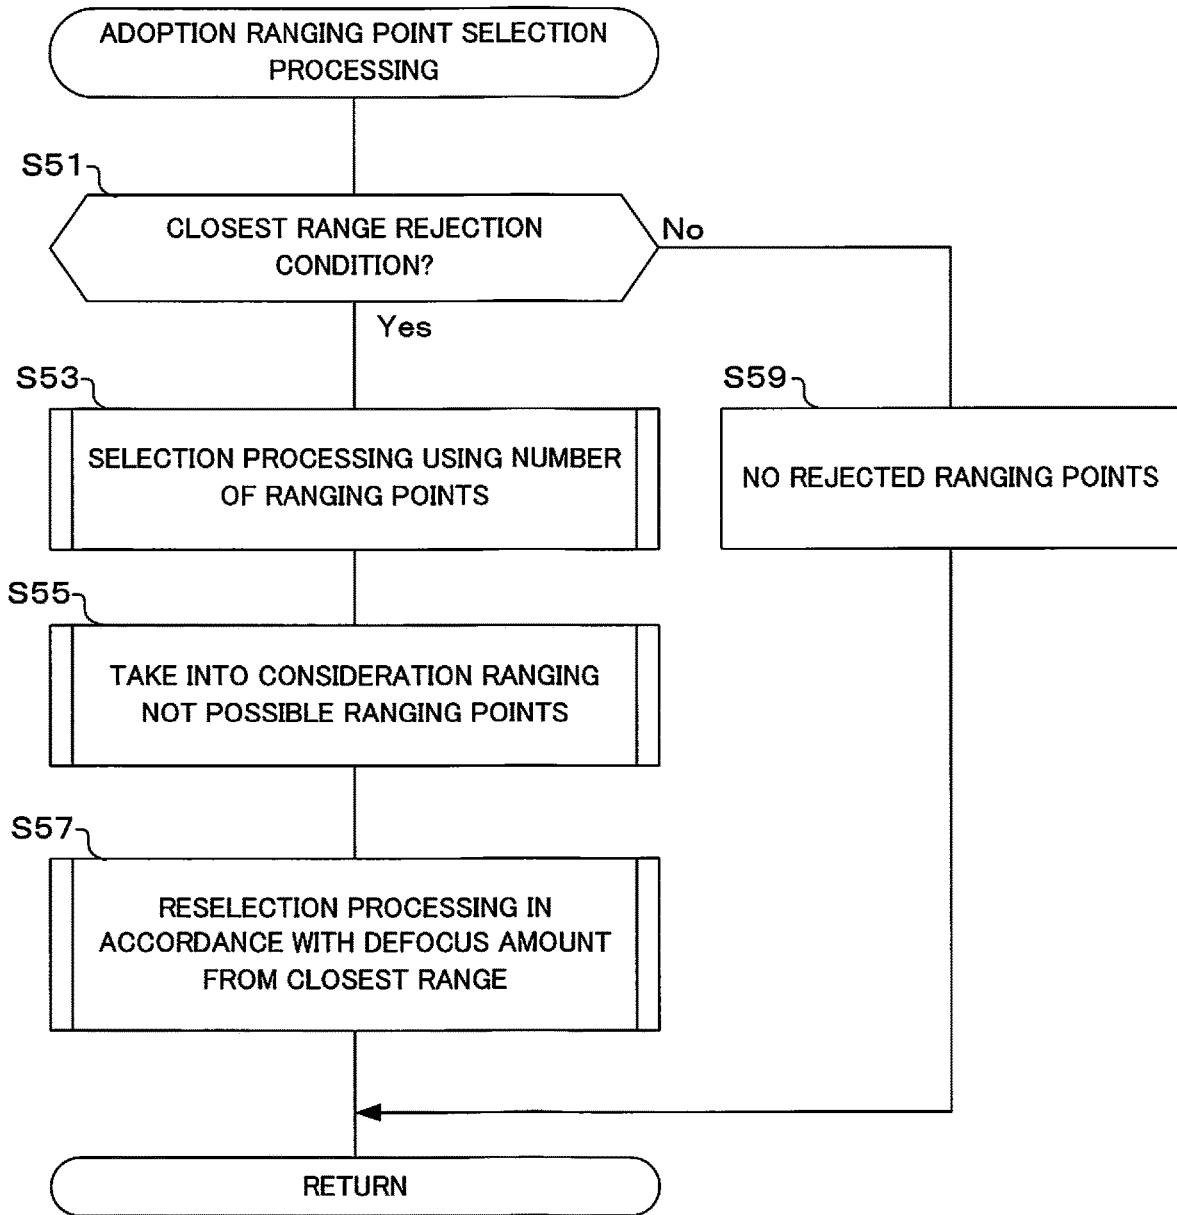 ADOPTION RANGING POINT SELECTION
PROCESSING
S51
CLOSEST RANGE REJECTION
CONDITION?
No
Yes
S53
SELECTION PROCESSING USING NUMBER
OF RANGING POINTS
S59
NO REJECTED RANGING POINTS
S55
TAKE INTO CONSIDERATION RANGING
NOT POSSIBLE RANGING POINTS
S57
RESELECTION PROCESSING IN
ACCORDANCE WITH DEFOCUS AMOUNT
FROM CLOSEST RANGE
RETURN